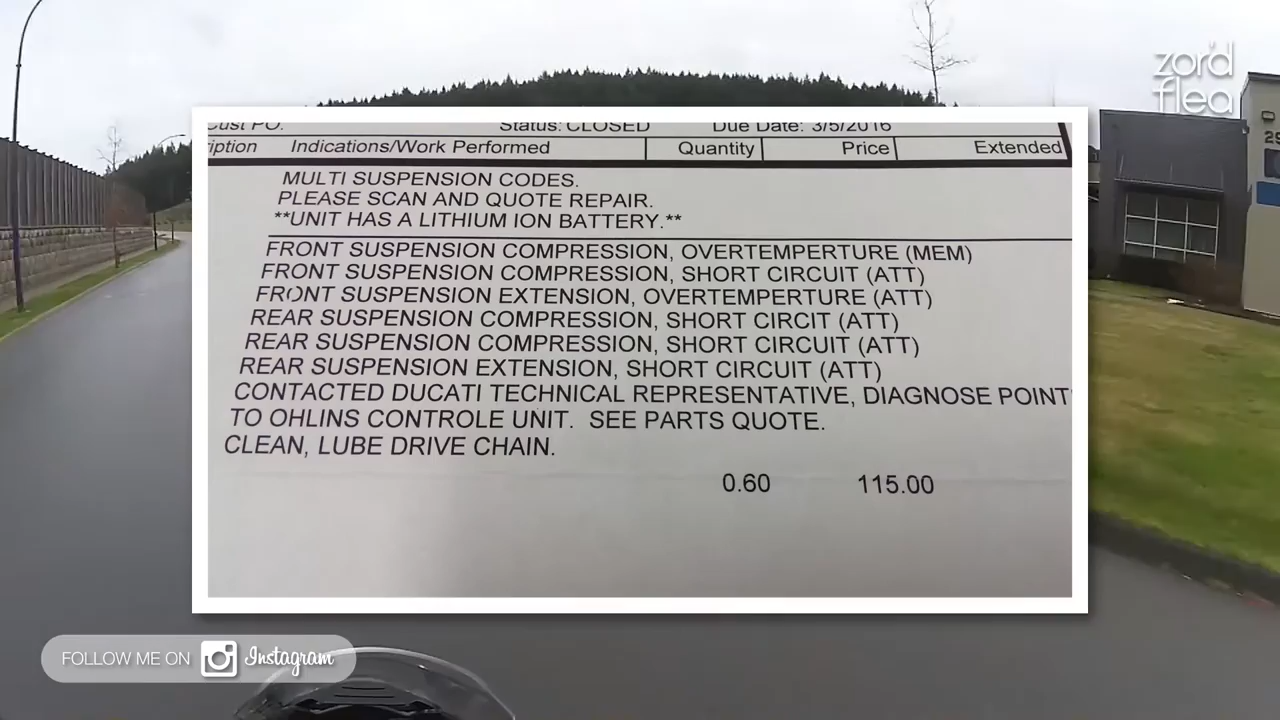 zor'd
flea
Cust PO. Status: CLOSED Due Date: 3/5/2016
ription Indications/Work Performed Quantity Price Extended
MULTI SUSPENSION CODES.
PLEASE SCAN AND QUOTE REPAIR.
**UNIT HAS A LITHIUM ION BATTERY.**
FRONT SUSPENSION COMPRESSION, OVERTEMPERTURE (MEM)
FRONT SUSPENSION COMPRESSION, SHORT CIRCUIT (ATT)
FRONT SUSPENSION EXTENSION, OVERTEMPERTURE (ATT)
REAR SUSPENSION COMPRESSION, SHORT CIRCIT (ATT)
REAR SUSPENSION COMPRESSION, SHORT CIRCUIT (ATT)
REAR SUSPENSION EXTENSION, SHORT CIRCUIT (ATT)
CONTACTED DUCATI TECHNICAL REPRESENTATIVE, DIAGNOSE POINT
TO OHLINS CONTROLE UNIT. SEE PARTS QUOTE.
CLEAN, LUBE DRIVE CHAIN.
0.60 115.00
FOLLOW ME ON Instagram